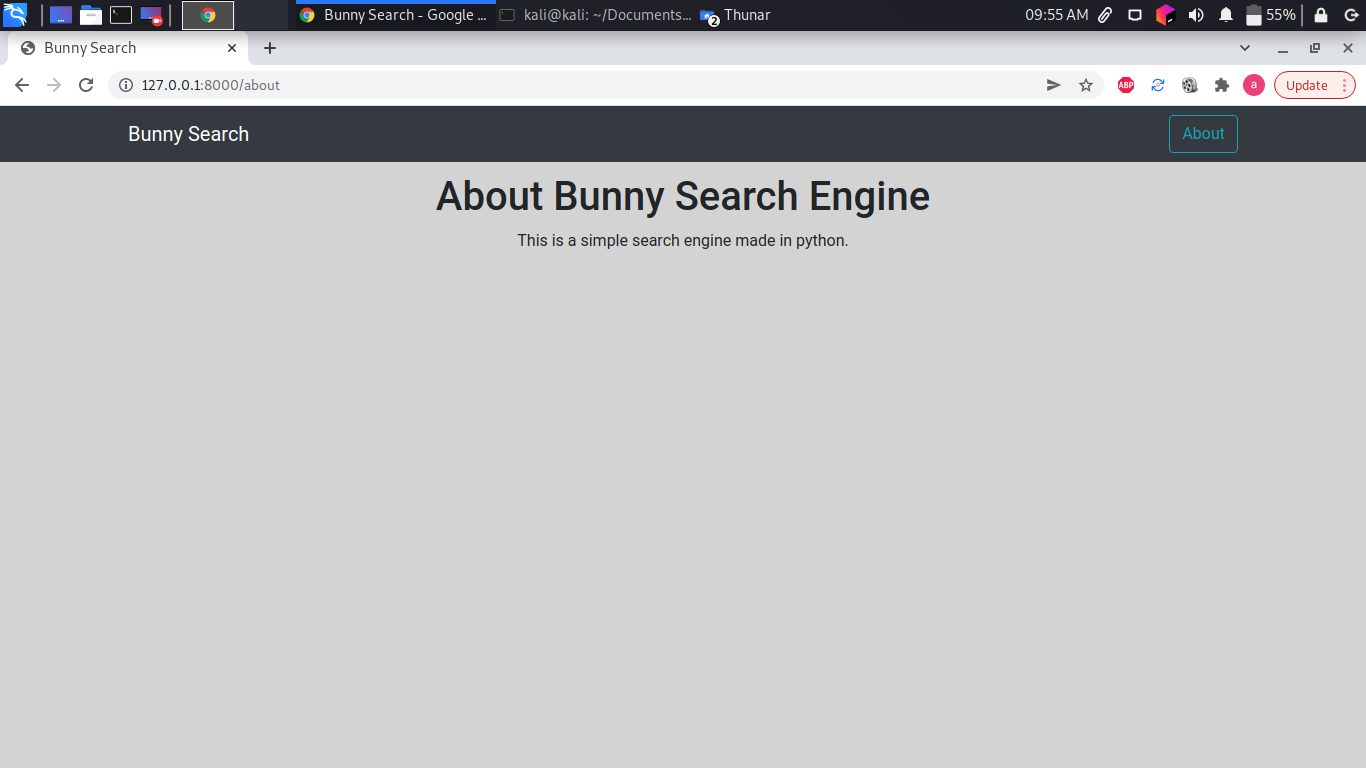 Bunny Search - Google ...
kali@kali: ~/Documents...
2
Thunar
09:55 AM
55%
Bunny Search
127.0.0.1:8000/about
ABP
a
Update
Bunny Search
About
About Bunny Search Engine
This is a simple search engine made in python.